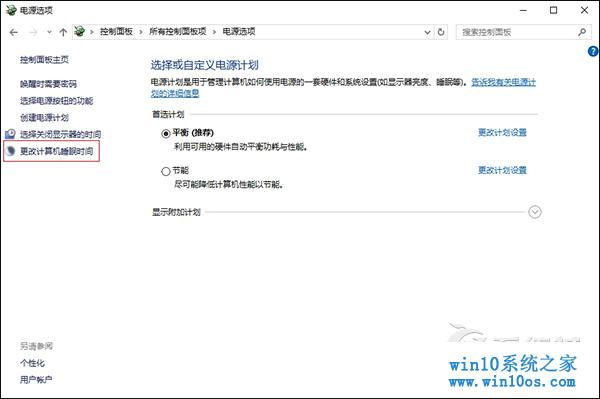 电源选项
控制面板 > 所有控制面板项 > 电源选项
搜索控制面板
控制面板主页
唤醒时需要密码
选择电源按钮的功能
创建电源计划
选择关闭显示器的时间
更改计算机睡眠时间
另请参阅
个性化
用户帐户
选择或自定义电源计划
电源计划是用于管理计算机如何使用电源的一套硬件和系统设置(如显示器亮度、睡眠等)。告诉我有关电源计
划的详细信息
首选计划
平衡 (推荐) 更改计划设置
利用可用的硬件自动平衡功耗与性能。
节能 更改计划设置
尽可能降低计算机性能以节能。
显示附加计划
win10系统之家
www.win10os.com